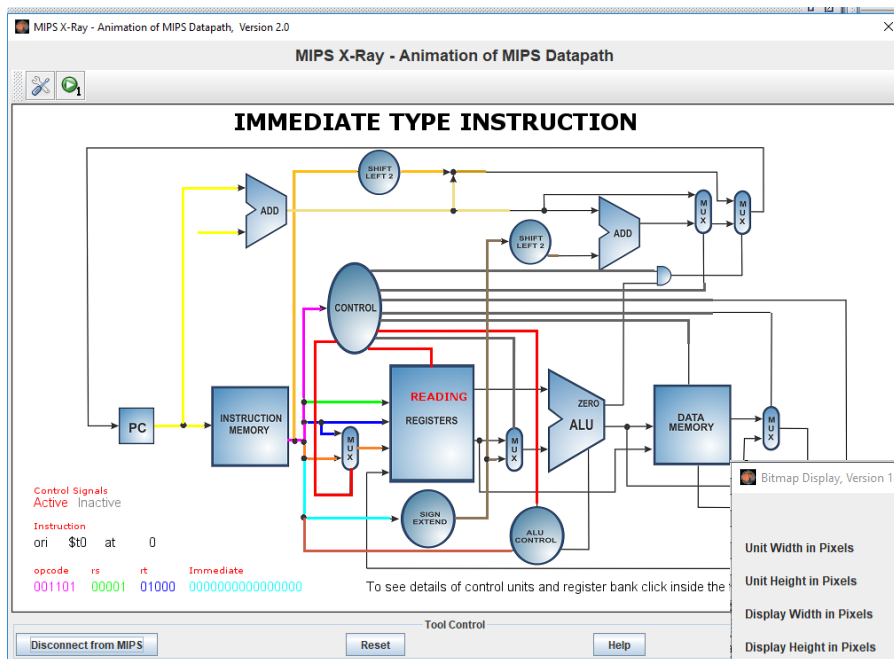 MIPS X-Ray - Animation of MIPS Datapath, Version 2.0
MIPS X-Ray - Animation of MIPS Datapath
1
IMMEDIATE TYPE INSTRUCTION
SHIFT
LEFT 2
ADD
MUX
MUX
SHIFT
LEFT 2
ADD
CONTROL
PC
INSTRUCTION
MEMORY
MUX
READING
REGISTERS
MUX
ZERO
ALU
DATA
MEMORY
MUX
SIGN
EXTEND
ALU
CONTROL
Control Signals
Active Inactive
Instruction
ori $t0 at 0
opcode rs rt Immediate
001101 00001 01000 0000000000000000
To see details of control units and register bank click inside the
Tool Control
Disconnect from MIPS Reset Help
Bitmap Display, Version 1
Unit Width in Pixels
Unit Height in Pixels
Display Width in Pixels
Display Height in Pixels